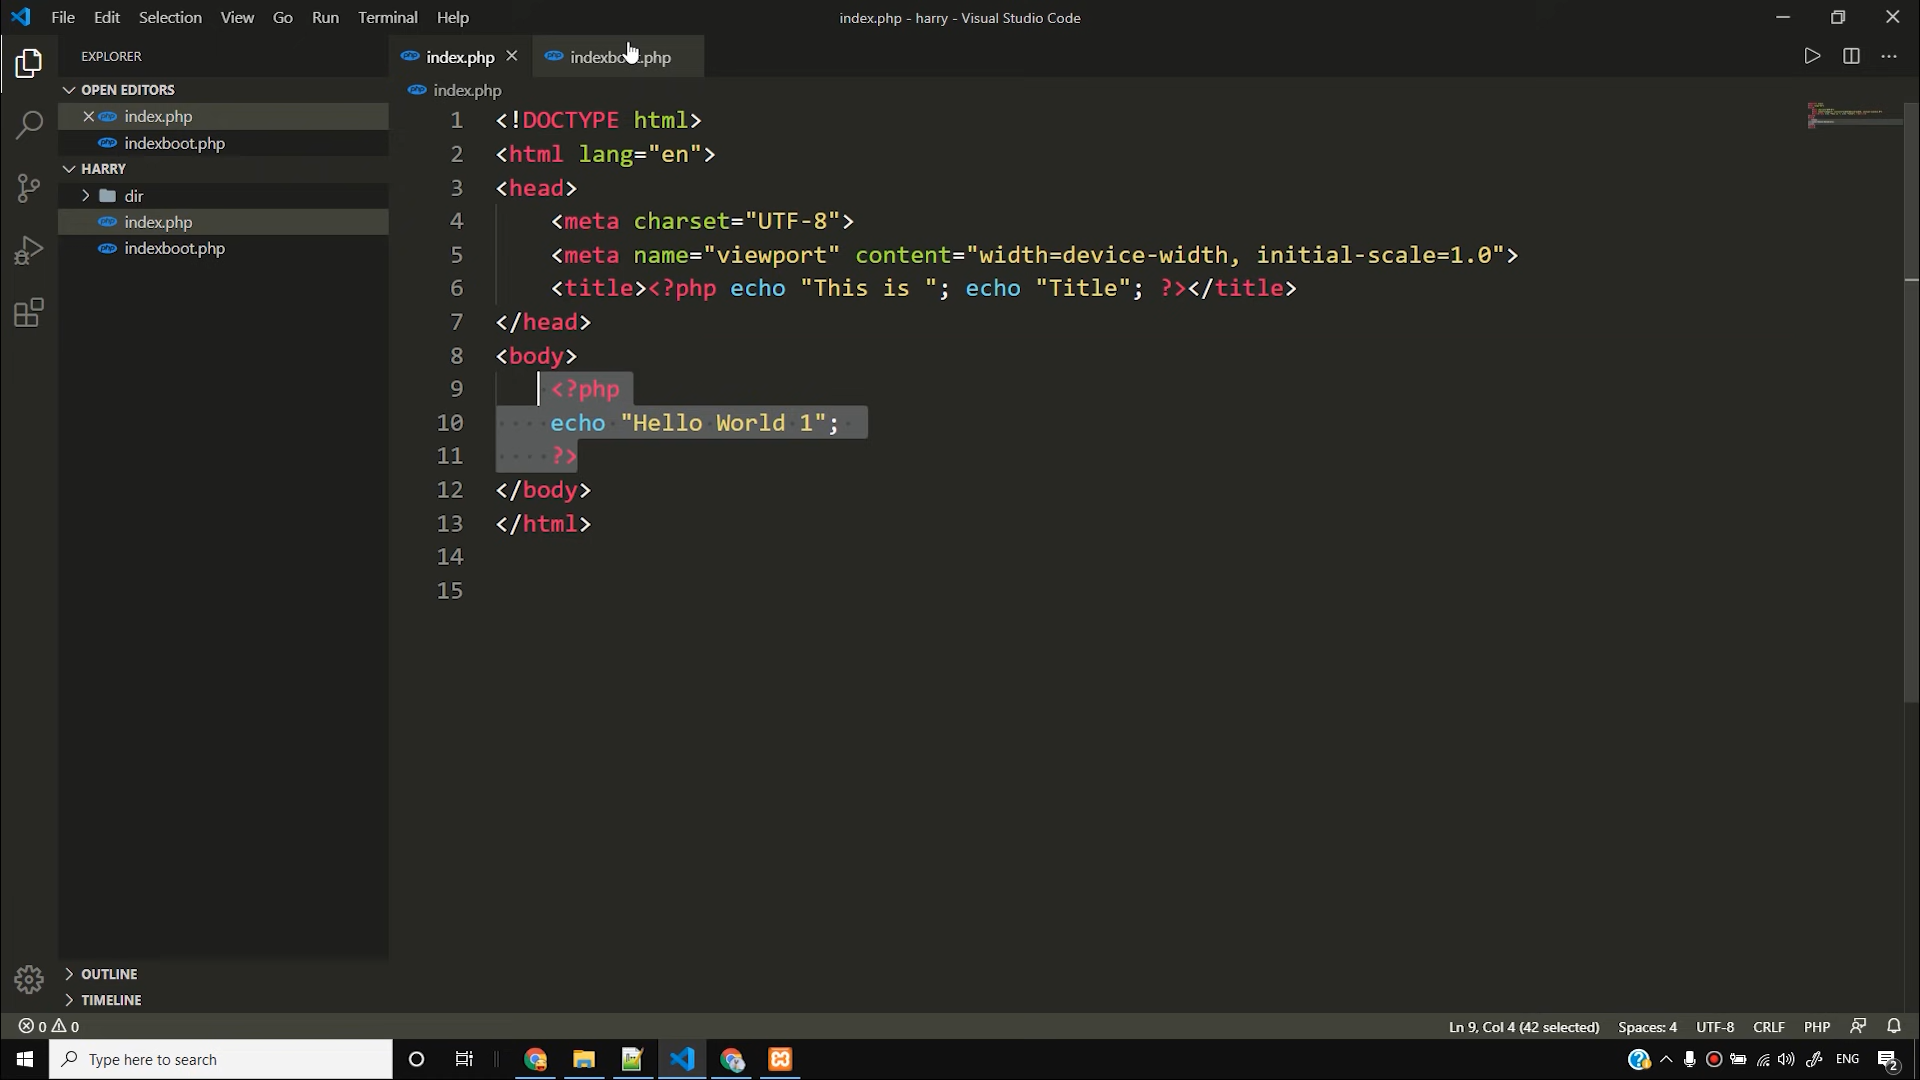 File Edit Selection View Go Run Terminal Help index.php - harry - Visual Studio Code
EXPLORER
OPEN EDITORS
index.php
indexboot.php
HARRY
dir
index.php
indexboot.php
OUTLINE
TIMELINE
index.php indexboot.php
index.php
1 <!DOCTYPE html>
2 <html lang="en">
3 <head>
4 <meta charset="UTF-8">
5 <meta name="viewport" content="width=device-width, initial-scale=1.0">
6 <title><?php echo "This is "; echo "Title"; ?></title>
7 </head>
8 <body>
9 <?php
10 echo "Hello World 1";
11 ?>
12 </body>
13 </html>
14
15
0 0 Ln 9, Col 4 (42 selected) Spaces: 4 UTF-8 CRLF PHP
Type here to search ENG 2